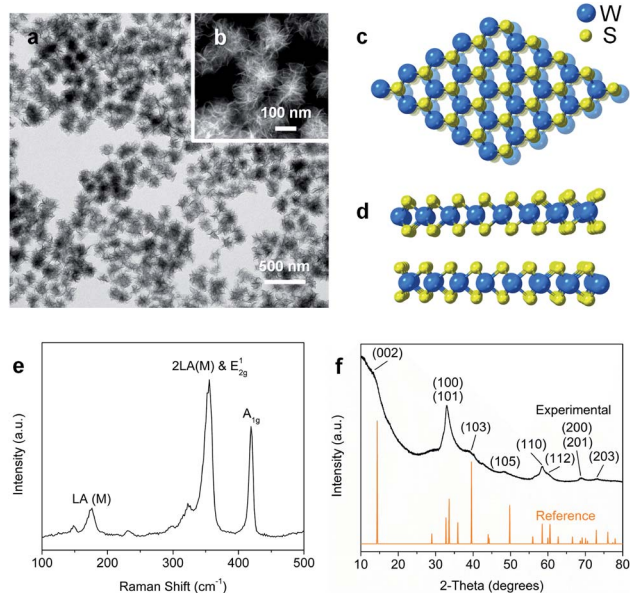 a
b
100 nm
500 nm
W
S
c
d
e
2LA(M) & E¹2g
A1g
LA (M)
Intensity (a.u.)
100 200 300 400 500
Raman Shift (cm⁻¹)
f
(002)
(100)
(101)
Experimental
(103)
(200)
(201)
(110)
(105)
(112)
(203)
Reference
Intensity (a.u.)
10 20 30 40 50 60 70 80
2-Theta (degrees)